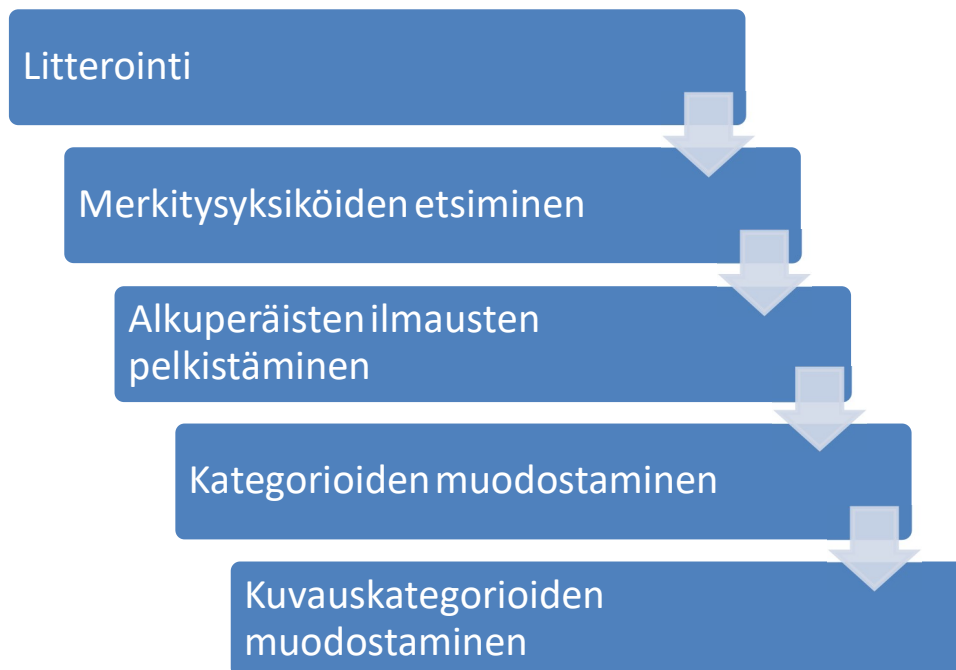 Litterointi
Merkitysyksiköiden etsiminen
Alkuperäisten ilmausten
pelkistäminen
Kategorioiden muodostaminen
Kuvauskategorioiden
muodostaminen